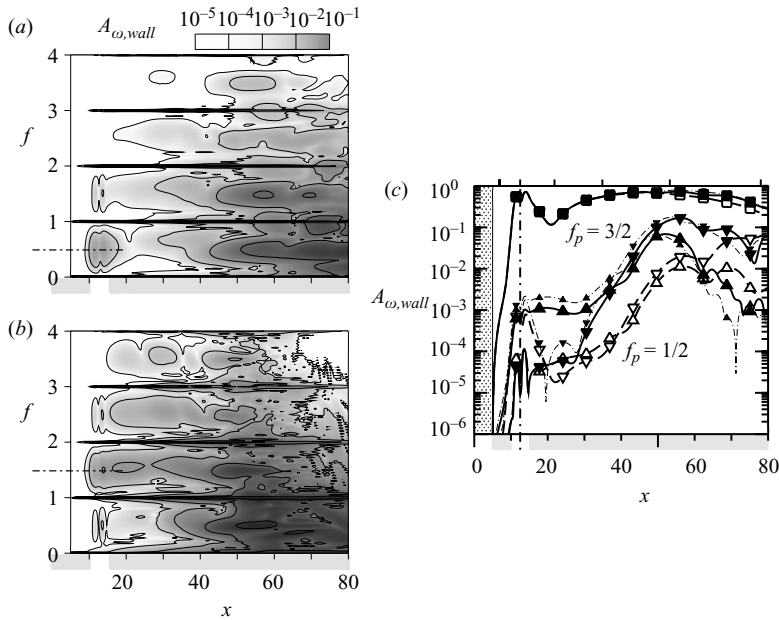 (a)
A_{ω,wall}
10^{−5} 10^{−4} 10^{−3} 10^{−2} 10^{−1}
4
3
f
2
1
0
(b)
4
3
f
2
1
0
20 40 60 80
x
(c)
10^{0}
10^{−1}
10^{−2}
A_{ω,wall}
10^{−3}
10^{−4}
10^{−5}
10^{−6}
f_p = 3/2
f_p = 1/2
0 20 40 60 80
x